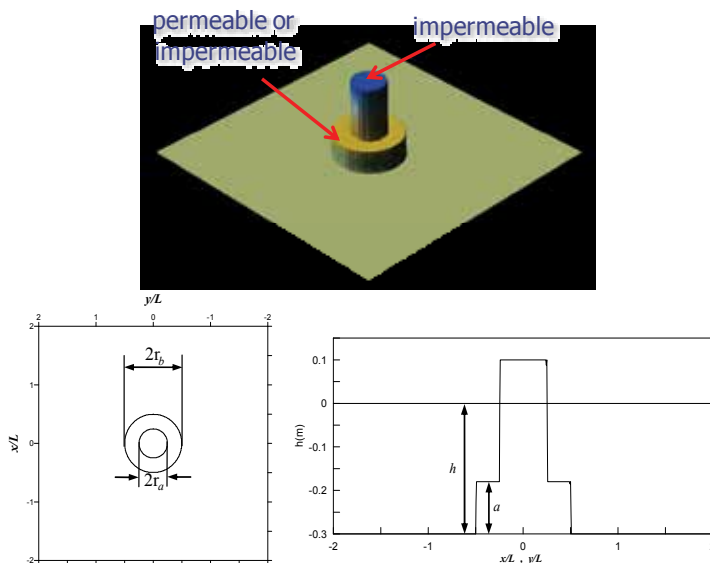 permeable or
impermeable
impermeable
y/L
2
1
0
-1
-2
2
1
0
-1
-2
x/L
2r_b
2r_a
0.1
0
-0.1
-0.2
-0.3
h(m)
h
a
-2
-1
0
1
x/L , y/L